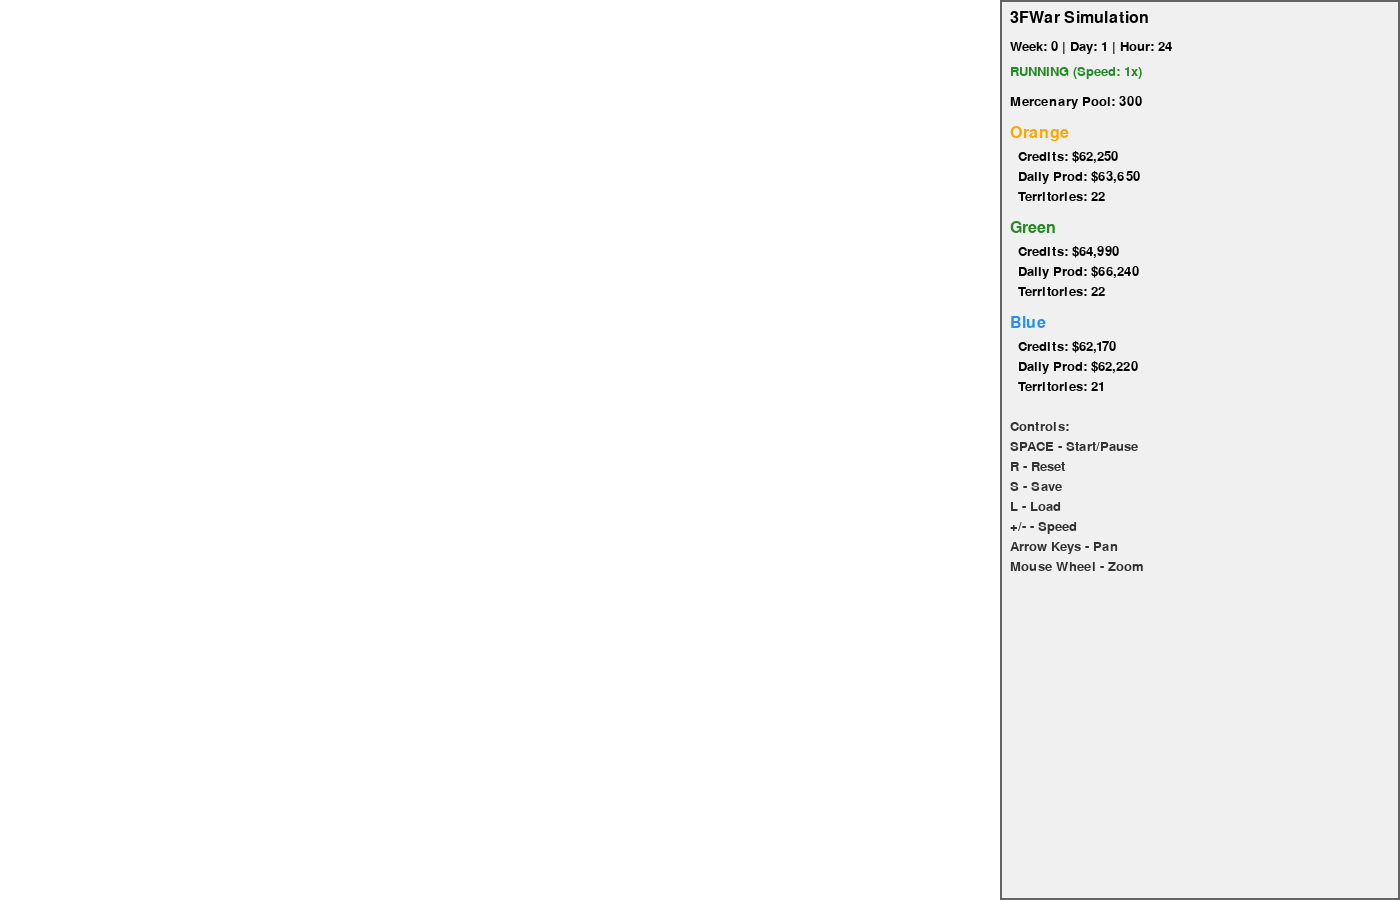 3FWar Simulation
Week: 0 | Day: 1 | Hour: 24
RUNNING (Speed: 1x)
Mercenary Pool: 300
Orange
Credits: $62,250
Daily Prod: $63,650
Territories: 22
Green
Credits: $64,990
Daily Prod: $66,240
Territories: 22
Blue
Credits: $62,170
Daily Prod: $62,220
Territories: 21
Controls:
SPACE - Start/Pause
R - Reset
S - Save
L - Load
+/- - Speed
Arrow Keys - Pan
Mouse Wheel - Zoom